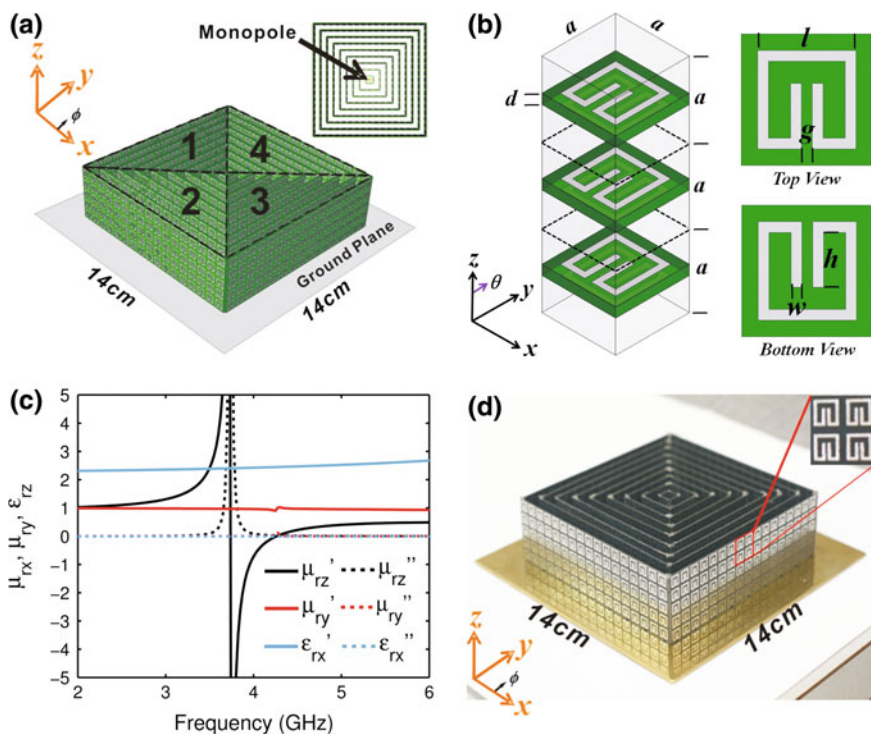 (a)
Monopole
z
y
ϕ
x
1
4
2
3
Ground Plane
14cm
14cm
(b)
a
a
d
a
a
a
z
θ
y
x
l
g
Top View
h
w
Bottom View
(c)
μrx, μry, εrz
5
4
3
2
1
0
−1
−2
−3
−4
−5
μrz' μrz''
μry' μry''
εrx' εrx''
2 3 4 5 6
Frequency (GHz)
(d)
14cm
14cm
z
y
ϕ
x